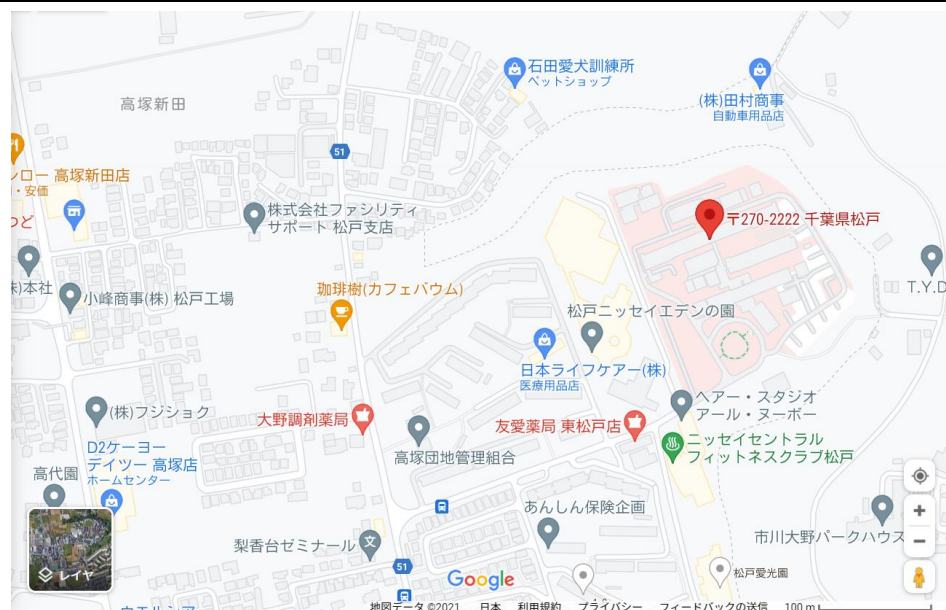 石田愛犬訓練所
ペットショップ
(株)田村商事
自動車用品店
高塚新田
51
ンロー 高塚新田店
・安価
つど
株式会社ファシリティ
サポート 松戸支店
〒270-2222 千葉県松戸
)本社
小峰商事(株) 松戸工場
珈琲樹(カフェバウム)
松戸ニッセイエデンの園
T.Y.D
日本ライフケアー(株)
医療用品店
ヘアー・スタジオ
アール・ヌーボー
(株)フジショク
大野調剤薬局
友愛薬局 東松戸店
ニッセイセントラル
フィットネスクラブ松戸
D2ケーヨー
デイツー 高塚店
ホームセンター
高代園
高塚団地管理組合
あんしん保険企画
市川大野パークハウス
梨香台ゼミナール
文
51
レイヤ
Google
松戸愛光園
ウエルシア
地図データ ©2021 日本 利用規約 プライバシー フィードバックの送信 100 m